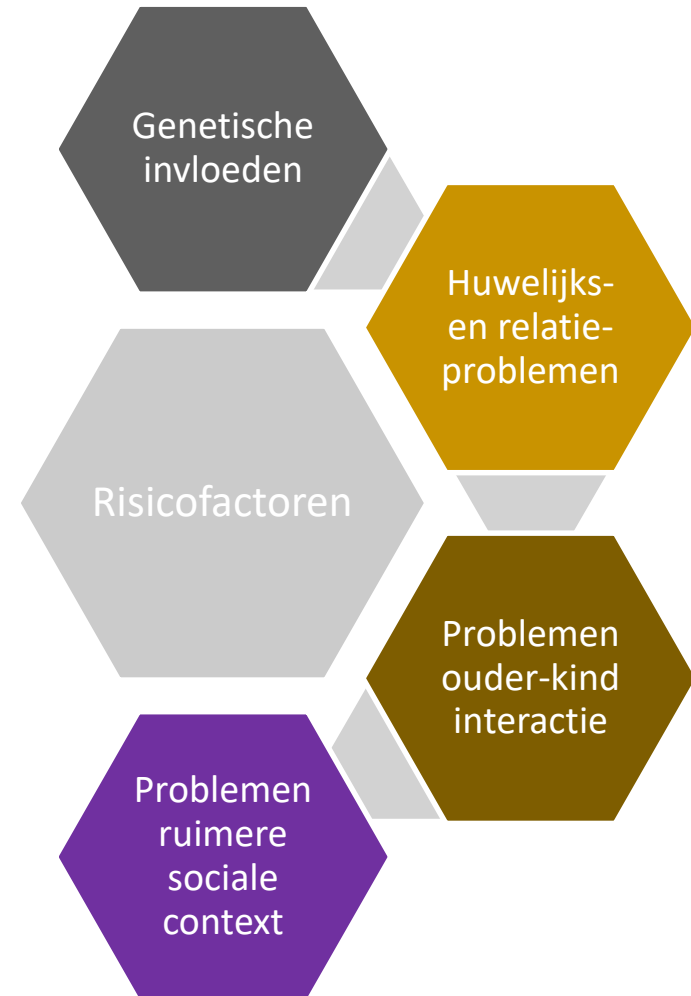 Genetische
invloeden
Huwelijks-
en relatie-
problemen
Risicofactoren
Problemen
ouder-kind
interactie
Problemen
ruimere
sociale
context